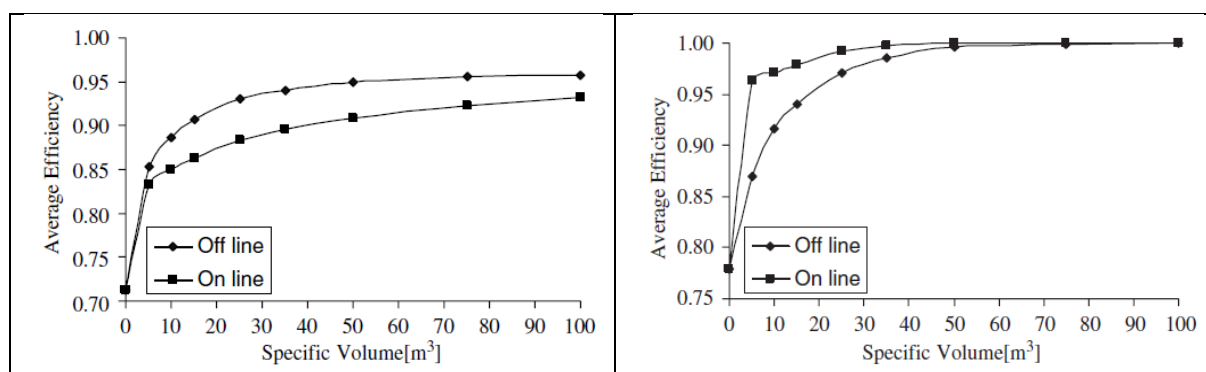 1.00
0.95
0.90
0.85
0.80
0.75
0.70
Average Efficiency
Off line
On line
0 10 20 30 40 50 60 70 80 90 100
Specific Volume[m³]
1.00
0.95
0.90
0.85
0.80
0.75
Average Efficiency
Off line
On line
0 10 20 30 40 50 60 70 80 90 100
Specific Volume[m³]